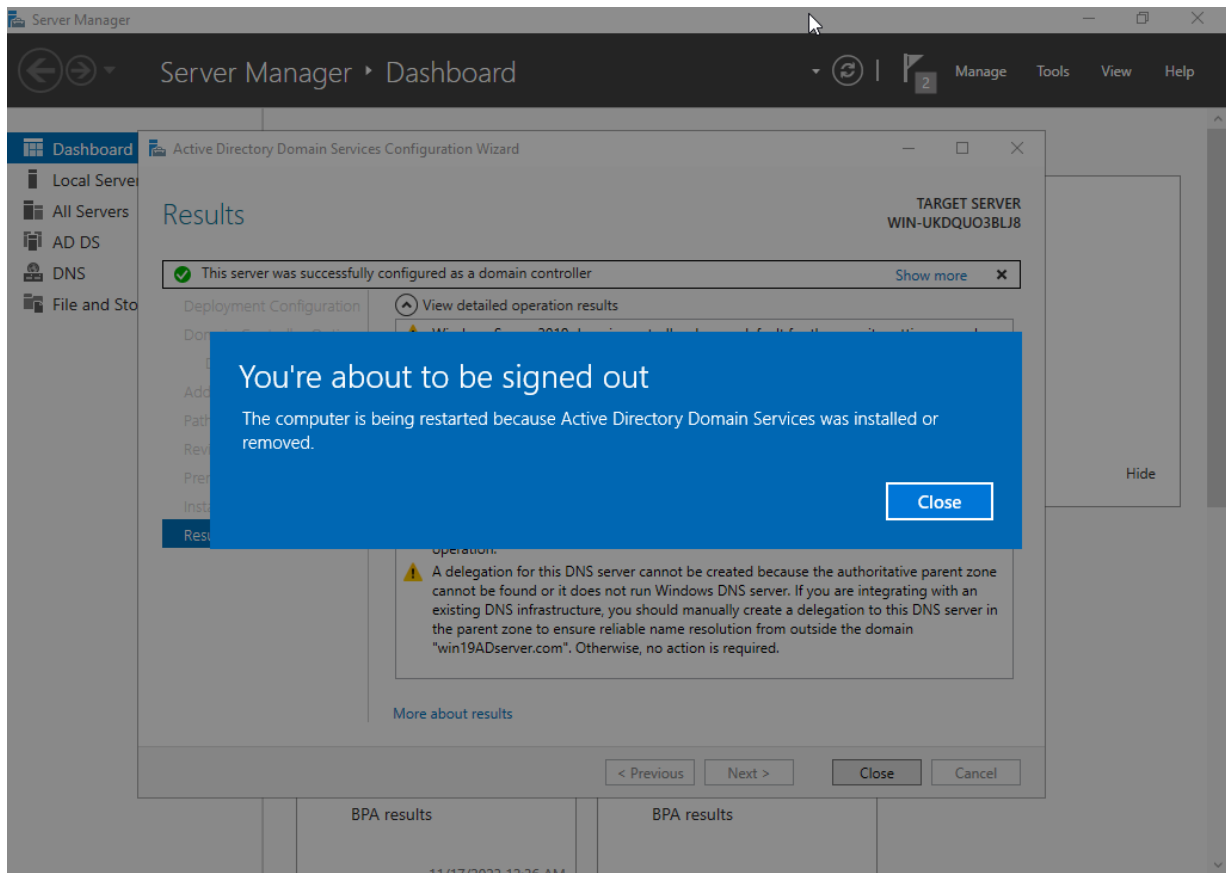 Server Manager
Server Manager ‣ Dashboard
2
Manage
Tools
View
Help
Dashboard
Local Server
All Servers
AD DS
DNS
File and Sto
Active Directory Domain Services Configuration Wizard
Results
TARGET SERVER
WIN-UKDQUO3BLJ8
This server was successfully configured as a domain controller
Show more
Deployment Configuration
View detailed operation results
You're about to be signed out
The computer is being restarted because Active Directory Domain Services was installed or
removed.
Close
Hide
operation.
A delegation for this DNS server cannot be created because the authoritative parent zone
cannot be found or it does not run Windows DNS server. If you are integrating with an
existing DNS infrastructure, you should manually create a delegation to this DNS server in
the parent zone to ensure reliable name resolution from outside the domain
"win19ADserver.com". Otherwise, no action is required.
More about results
< Previous
Next >
Close
Cancel
BPA results
BPA results